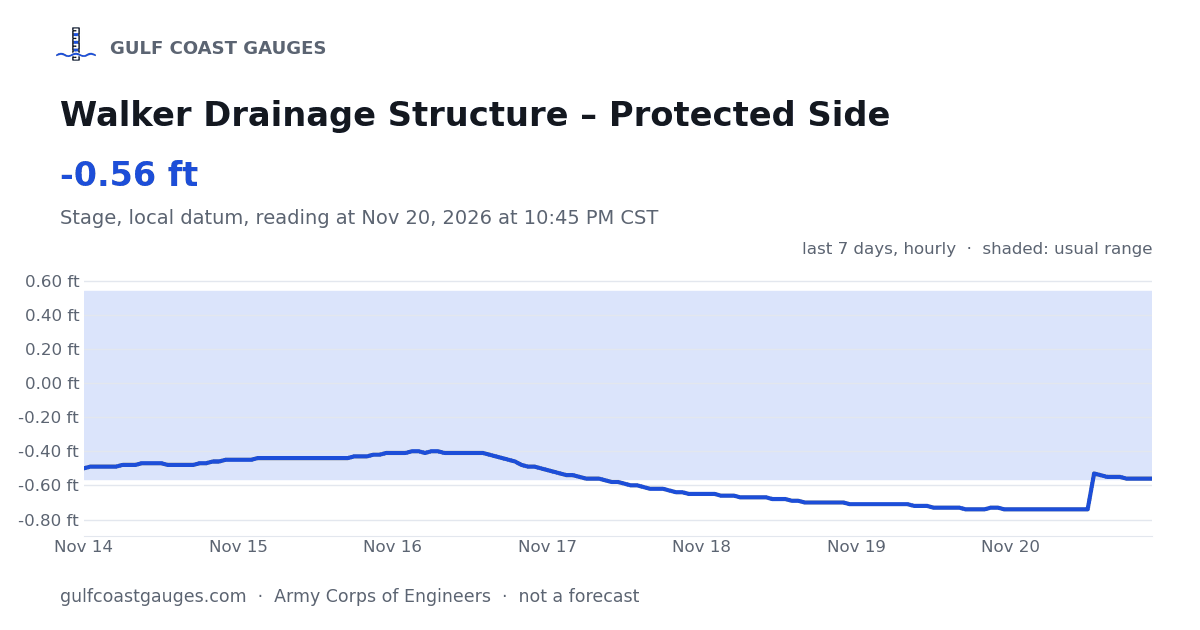 GULF COAST GAUGES
Walker Drainage Structure – Protected Side
-0.56 ft
Stage, local datum, reading at Nov 20, 2026 at 10:45 PM CST
last 7 days, hourly · shaded: usual range
0.60 ft
0.40 ft
0.20 ft
0.00 ft
-0.20 ft
-0.40 ft
-0.60 ft
-0.80 ft
Nov 14 Nov 15 Nov 16 Nov 17 Nov 18 Nov 19 Nov 20
gulfcoastgauges.com · Army Corps of Engineers · not a forecast